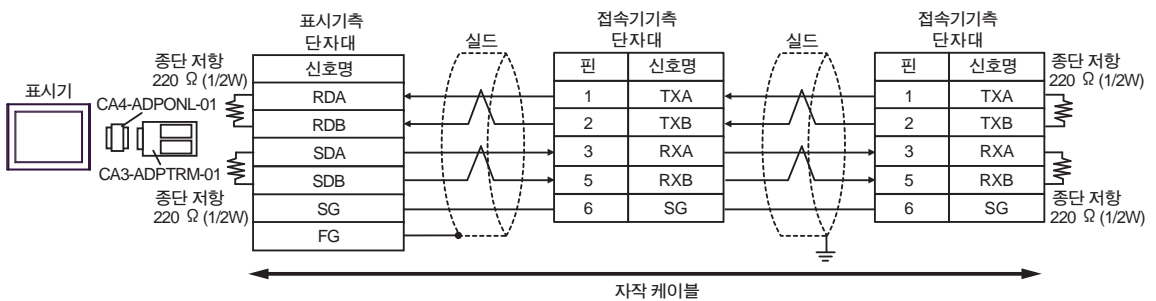 표시기측
단자대
접속기기측
단자대
접속기기측
단자대
실드
실드
종단 저항
220 Ω (1/2W)
신호명
핀 신호명
핀 신호명
종단 저항
220 Ω (1/2W)
표시기
CA4-ADPONL-01
RDA
1 TXA
1 TXA
RDB
2 TXB
2 TXB
SDA
3 RXA
3 RXA
CA3-ADPTRM-01
SDB
5 RXB
5 RXB
종단 저항
220 Ω (1/2W)
SG
6 SG
6 SG
종단 저항
220 Ω (1/2W)
FG
자작 케이블